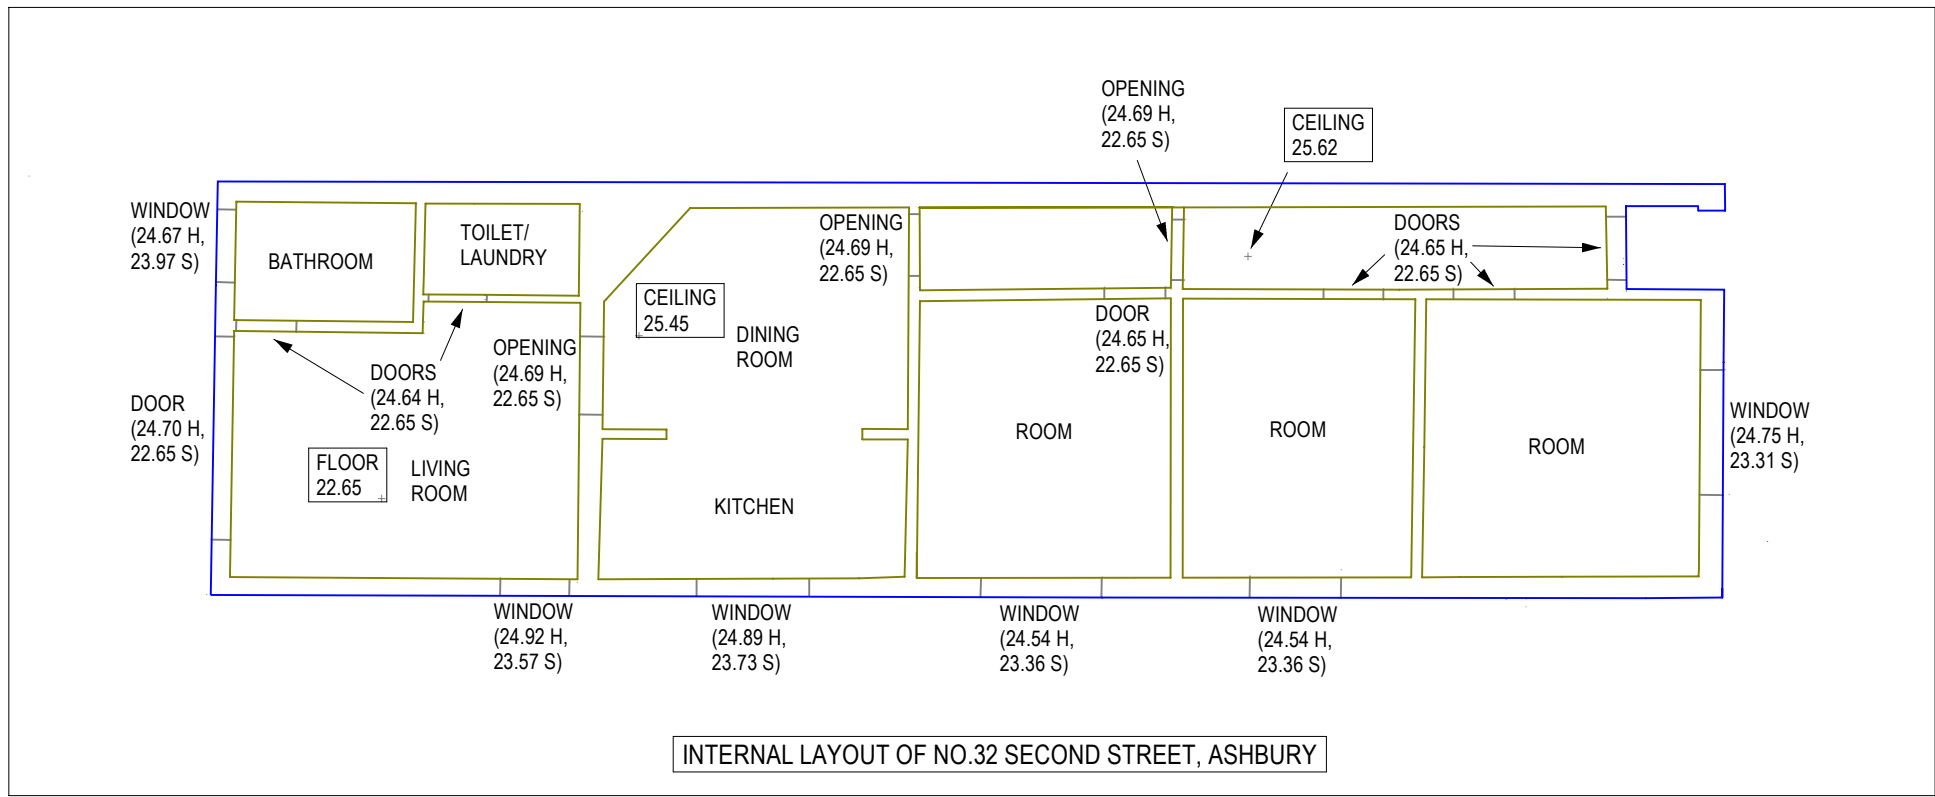 OPENING
(24.69 H,
22.65 S)
CEILING
25.62
WINDOW
(24.67 H,
23.97 S)
BATHROOM
TOILET/
LAUNDRY
OPENING
(24.69 H,
22.65 S)
DOORS
(24.65 H,
22.65 S)
CEILING
25.45
DINING
ROOM
DOOR
(24.65 H,
22.65 S)
OPENING
(24.69 H,
22.65 S)
DOORS
(24.64 H,
22.65 S)
DOOR
(24.70 H,
22.65 S)
FLOOR
22.65
LIVING
ROOM
KITCHEN
ROOM
ROOM
ROOM
WINDOW
(24.75 H,
23.31 S)
WINDOW
(24.92 H,
23.57 S)
WINDOW
(24.89 H,
23.73 S)
WINDOW
(24.54 H,
23.36 S)
WINDOW
(24.54 H,
23.36 S)
INTERNAL LAYOUT OF NO.32 SECOND STREET, ASHBURY